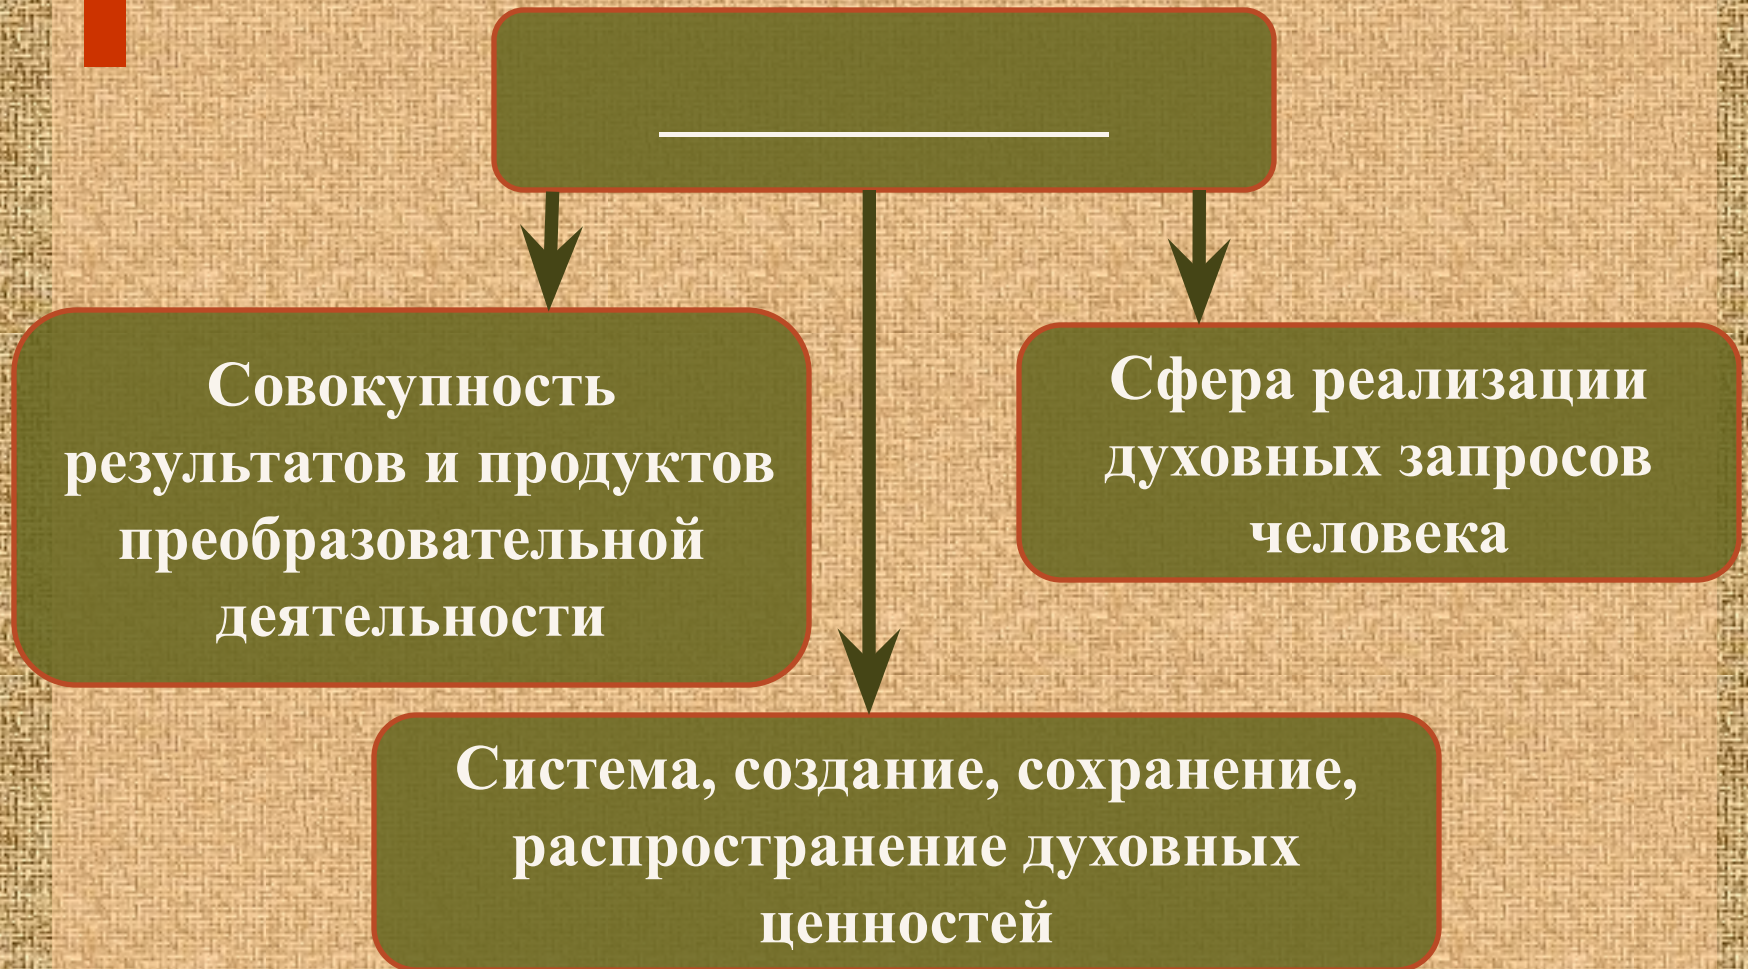 Совокупность
результатов и продуктов
преобразовательной
деятельности
Сфера реализации
духовных запросов
человека
Система, создание, сохранение,
распространение духовных
ценностей